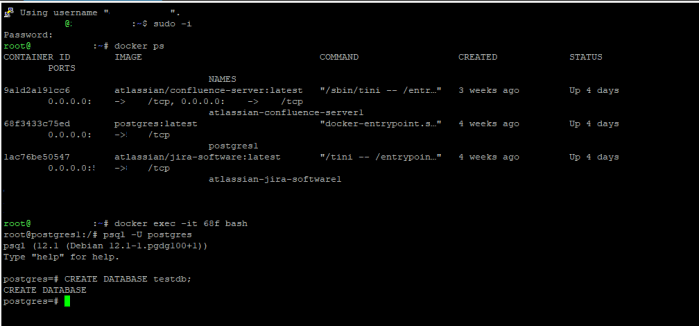 Using username "          ".
@:          :~$ sudo -i
Password:
root@          :~# docker ps
CONTAINER ID   IMAGE   COMMAND   CREATED   STATUS
PORTS
NAMES
9a1d2a191cc6   atlassian/confluence-server:latest   "/sbin/tini -- /entr…"   3 weeks ago   Up 4 days
0.0.0.0:   ->   /tcp, 0.0.0.0:   ->   /tcp
atlassian-confluence-server1
68f3433c75ed   postgres:latest   "docker-entrypoint.s…"   4 weeks ago   Up 4 days
0.0.0.0:   ->   /tcp
postgres1
1ac76be50547   atlassian/jira-software:latest   "/tini -- /entrypoin…"   4 weeks ago   Up 4 days
0.0.0.0:   ->   /tcp
atlassian-jira-software1
root@          :~# docker exec -it 68f bash
root@postgres1:/# psql -U postgres
psql (12.1 (Debian 12.1-1.pgdg100+1))
Type "help" for help.
postgres=# CREATE DATABASE testdb;
CREATE DATABASE
postgres=#